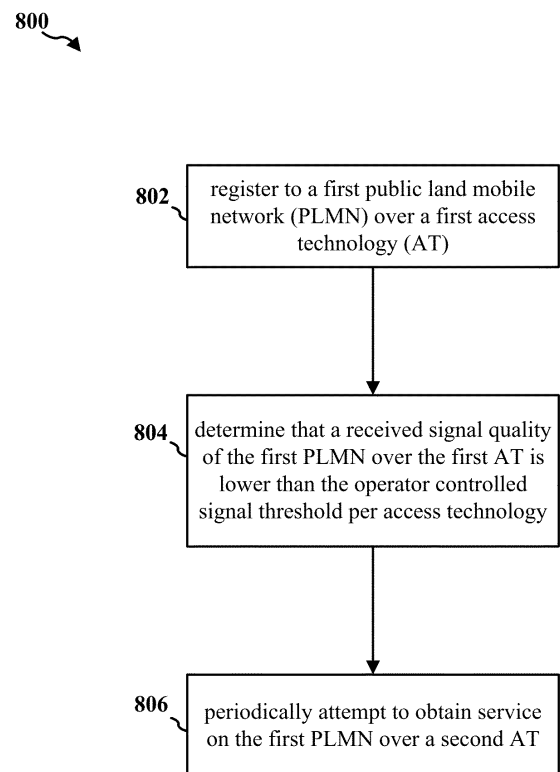 800
802
register to a first public land mobile
network (PLMN) over a first access
technology (AT)
804
determine that a received signal quality
of the first PLMN over the first AT is
lower than the operator controlled
signal threshold per access technology
806
periodically attempt to obtain service
on the first PLMN over a second AT